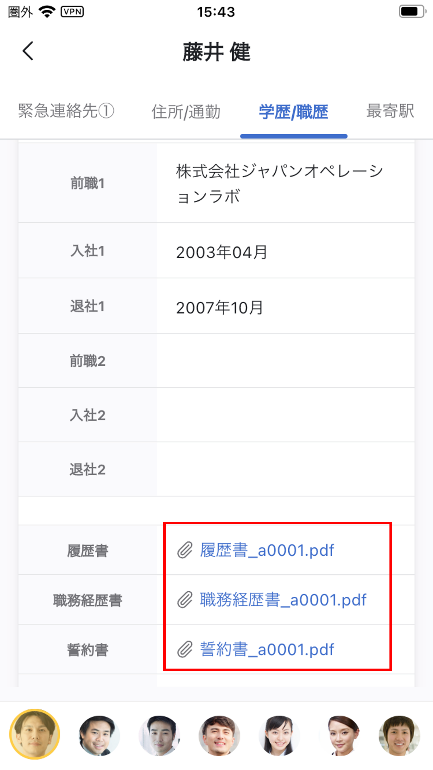 圏外 VPN 15:43
藤井 健
緊急連絡先① 住所/通勤 学歴/職歴 最寄駅
前職1 株式会社ジャパンオペレーシ
ョンラボ
入社1 2003年04月
退社1 2007年10月
前職2
入社2
退社2
履歴書 履歴書_a0001.pdf
職務経歴書 職務経歴書_a0001.pdf
誓約書 誓約書_a0001.pdf